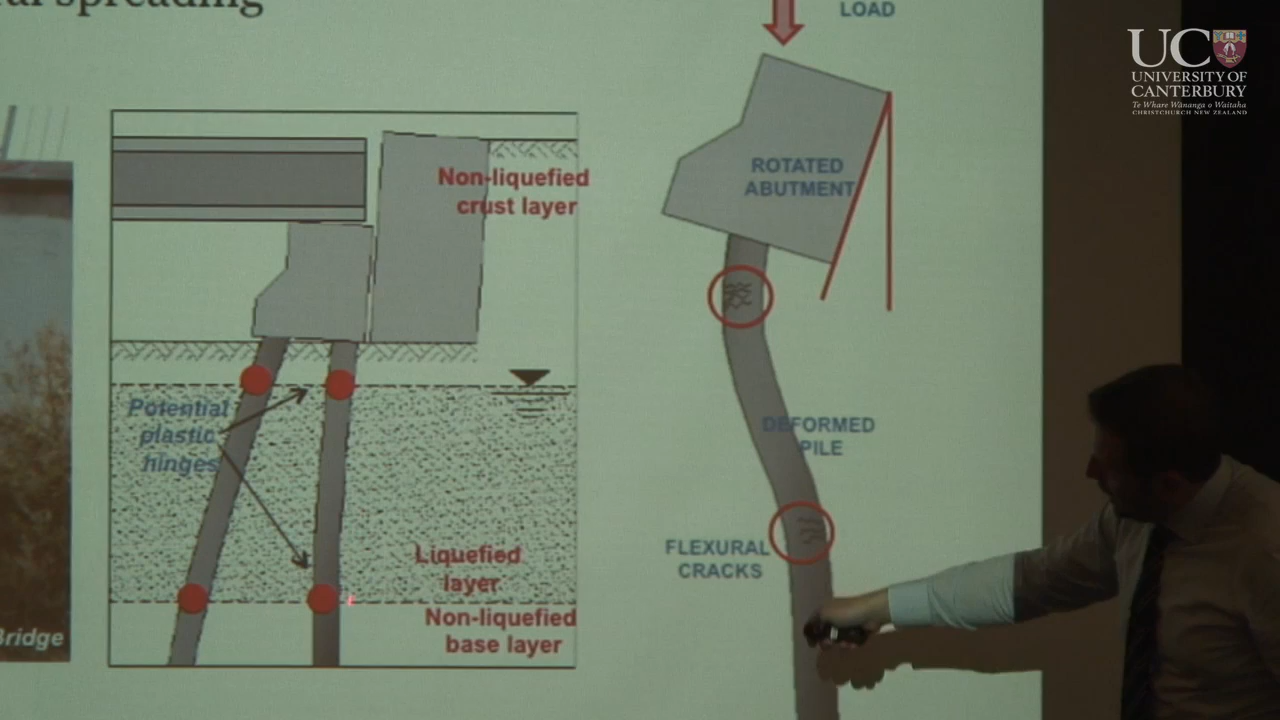 spreading
LOAD
UC
UNIVERSITY OF
CANTERBURY
Te Whare Wānanga o Waitaha
CHRISTCHURCH NEW ZEALAND
Non-liquefied
crust layer
ROTATED
ABUTMENT
Potential
plastic
hinges
DEFORMED
PILE
Liquefied
layer
FLEXURAL
CRACKS
Non-liquefied
base layer
Bridge